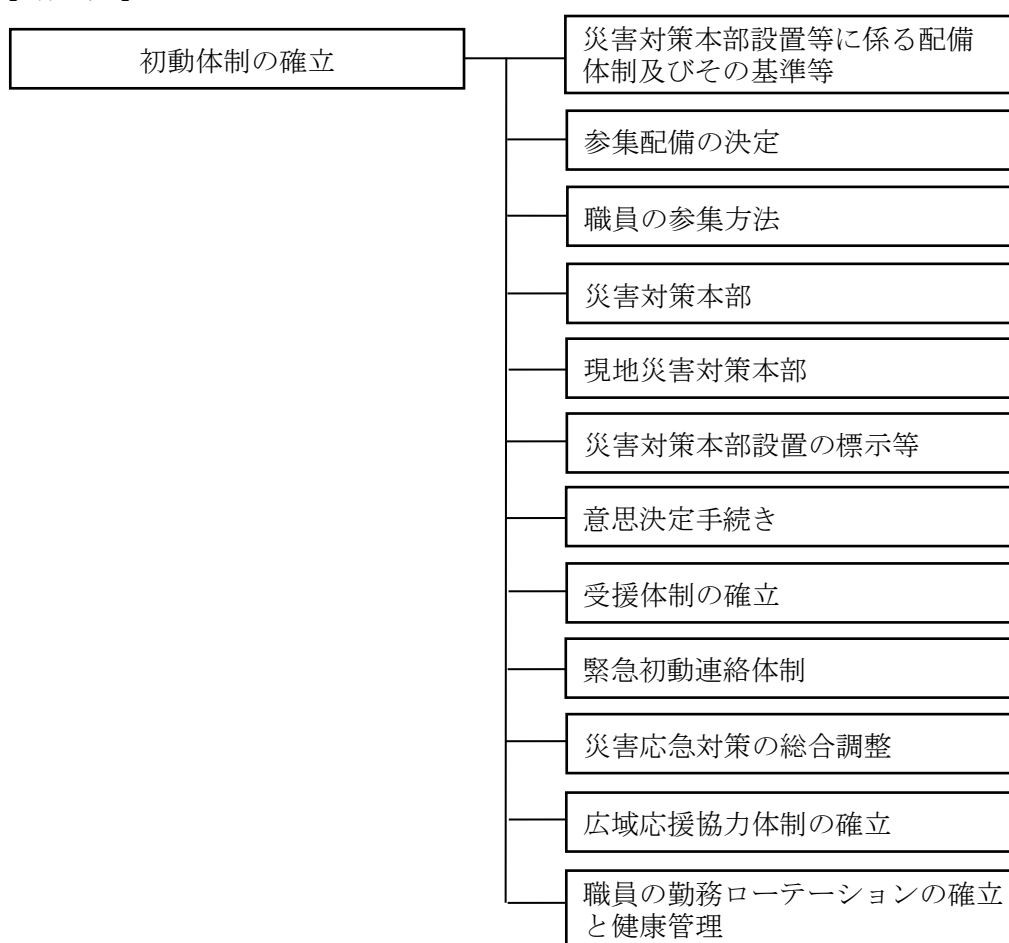 初動体制の確立
災害対策本部設置等に係る配備
体制及びその基準等
参集配備の決定
職員の参集方法
災害対策本部
現地災害対策本部
災害対策本部設置の標示等
意思決定手続き
受援体制の確立
緊急初動連絡体制
災害応急対策の総合調整
広域応援協力体制の確立
職員の勤務ローテーションの確立
と健康管理